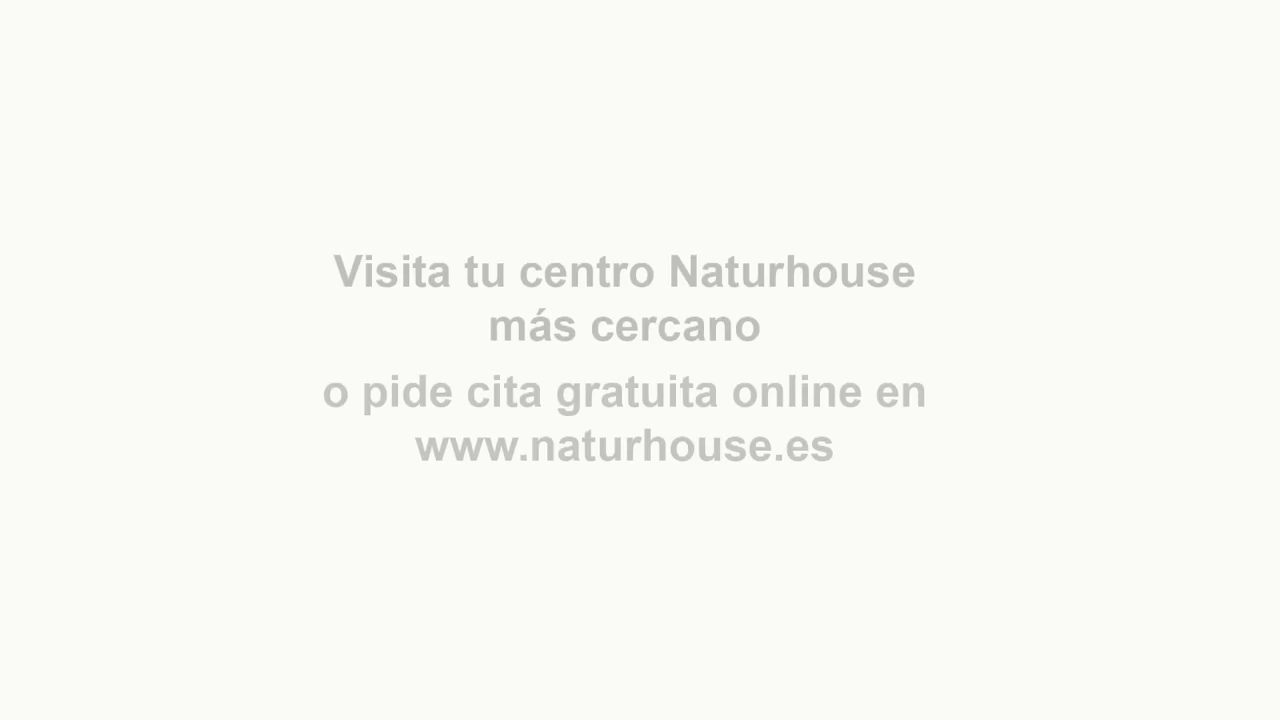 Visita tu centro Naturhouse
más cercano
o pide cita gratuita online en
www.naturhouse.es